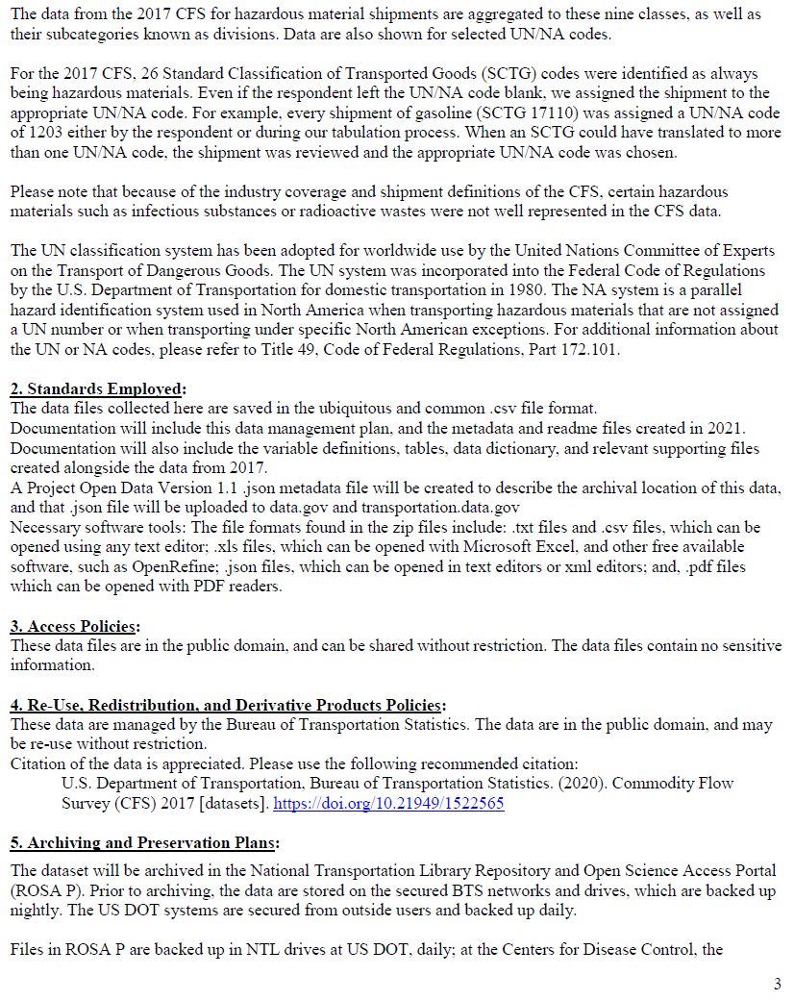 The data from the 2017 CFS for hazardous material shipments are aggregated to these nine classes, as well as
their subcategories known as divisions. Data are also shown for selected UN/NA codes.
For the 2017 CFS, 26 Standard Classification of Transported Goods (SCTG) codes were identified as always
being hazardous materials. Even if the respondent left the UN/NA code blank, we assigned the shipment to the
appropriate UN/NA code. For example, every shipment of gasoline (SCTG 17110) was assigned a UN/NA code
of 1203 either by the respondent or during our tabulation process. When an SCTG could have translated to more
than one UN/NA code, the shipment was reviewed and the appropriate UN/NA code was chosen.
Please note that because of the industry coverage and shipment definitions of the CFS, certain hazardous
materials such as infectious substances or radioactive wastes were not well represented in the CFS data.
The UN classification system has been adopted for worldwide use by the United Nations Committee of Experts
on the Transport of Dangerous Goods. The UN system was incorporated into the Federal Code of Regulations
by the U.S. Department of Transportation for domestic transportation in 1980. The NA system is a parallel
hazard identification system used in North America when transporting hazardous materials that are not assigned
a UN number or when transporting under specific North American exceptions. For additional information about
the UN or NA codes, please refer to Title 49, Code of Federal Regulations, Part 172.101.
2. Standards Employed:
The data files collected here are saved in the ubiquitous and common .csv file format.
Documentation will include this data management plan, and the metadata and readme files created in 2021.
Documentation will also include the variable definitions, tables, data dictionary, and relevant supporting files
created alongside the data from 2017.
A Project Open Data Version 1.1 .json metadata file will be created to describe the archival location of this data,
and that .json file will be uploaded to data.gov and transportation.data.gov
Necessary software tools: The file formats found in the zip files include: .txt files and .csv files, which can be
opened using any text editor; .xls files, which can be opened with Microsoft Excel, and other free available
software, such as OpenRefine; .json files, which can be opened in text editors or xml editors; and, .pdf files
which can be opened with PDF readers.
3. Access Policies:
These data files are in the public domain, and can be shared without restriction. The data files contain no sensitive
information.
4. Re-Use, Redistribution, and Derivative Products Policies:
These data are managed by the Bureau of Transportation Statistics. The data are in the public domain, and may
be re-use without restriction.
Citation of the data is appreciated. Please use the following recommended citation:
U.S. Department of Transportation, Bureau of Transportation Statistics. (2020). Commodity Flow
Survey (CFS) 2017 [datasets]. https://doi.org/10.21949/1522565
5. Archiving and Preservation Plans:
The dataset will be archived in the National Transportation Library Repository and Open Science Access Portal
(ROSA P). Prior to archiving, the data are stored on the secured BTS networks and drives, which are backed up
nightly. The US DOT systems are secured from outside users and backed up daily.
Files in ROSA P are backed up in NTL drives at US DOT, daily; at the Centers for Disease Control, the
3